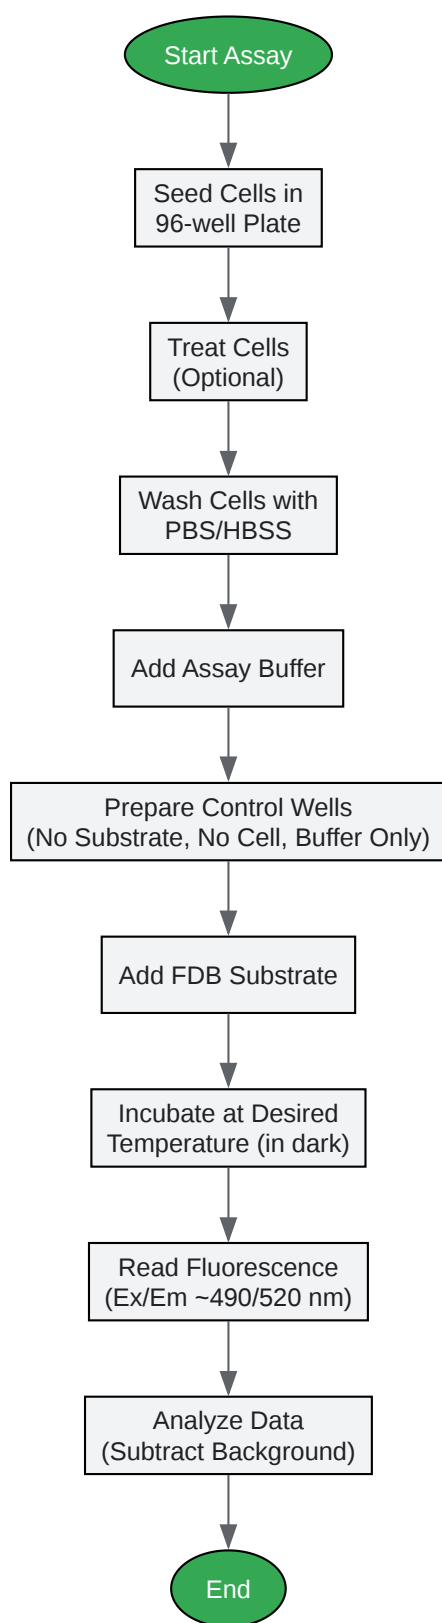 Start Assay
Seed Cells in
96-well Plate
Treat Cells
(Optional)
Wash Cells with
PBS/HBSS
Add Assay Buffer
Prepare Control Wells
(No Substrate, No Cell, Buffer Only)
Add FDB Substrate
Incubate at Desired
Temperature (in dark)
Read Fluorescence
(Ex/Em ~490/520 nm)
Analyze Data
(Subtract Background)
End